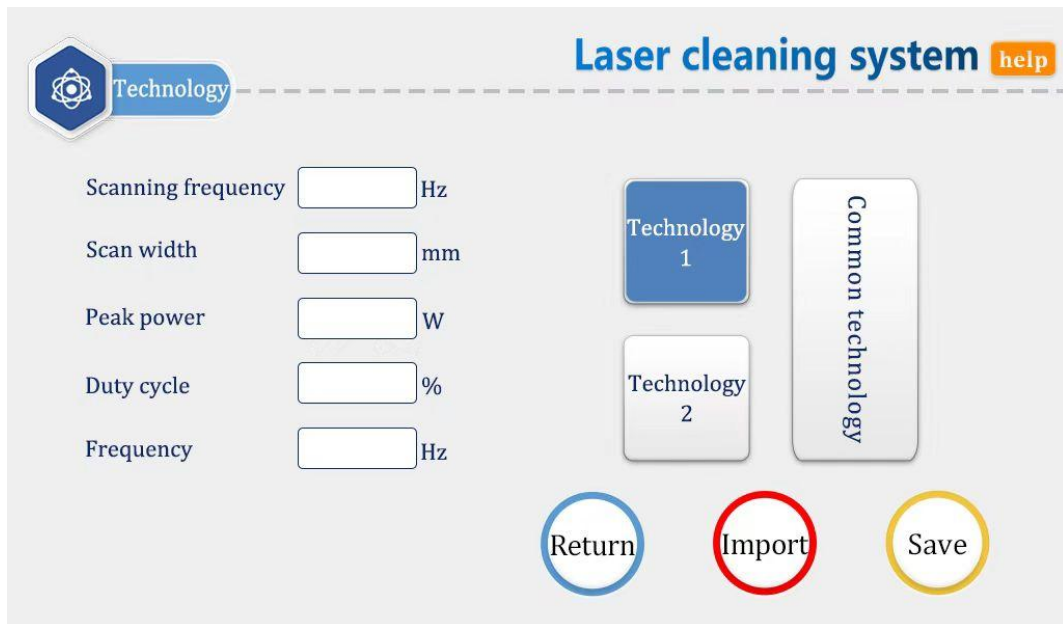 Laser cleaning system help
Technology
Scanning frequency Hz
Scan width mm
Peak power W
Duty cycle %
Frequency Hz
Technology
1
Technology
2
Common technology
Return
Import
Save